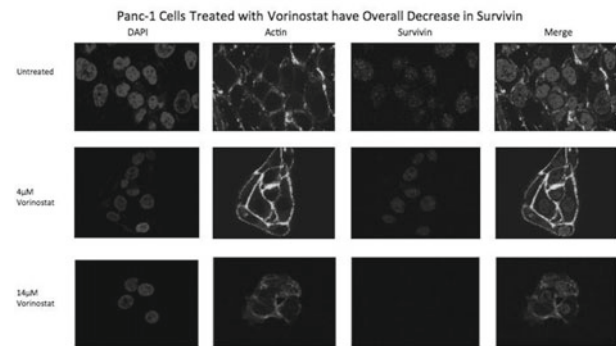 Panc-1 Cells Treated with Vorinostat have Overall Decrease in Survivin
DAPI Actin Survivin Merge
Untreated
4μM
Vorinostat
14μM
Vorinostat